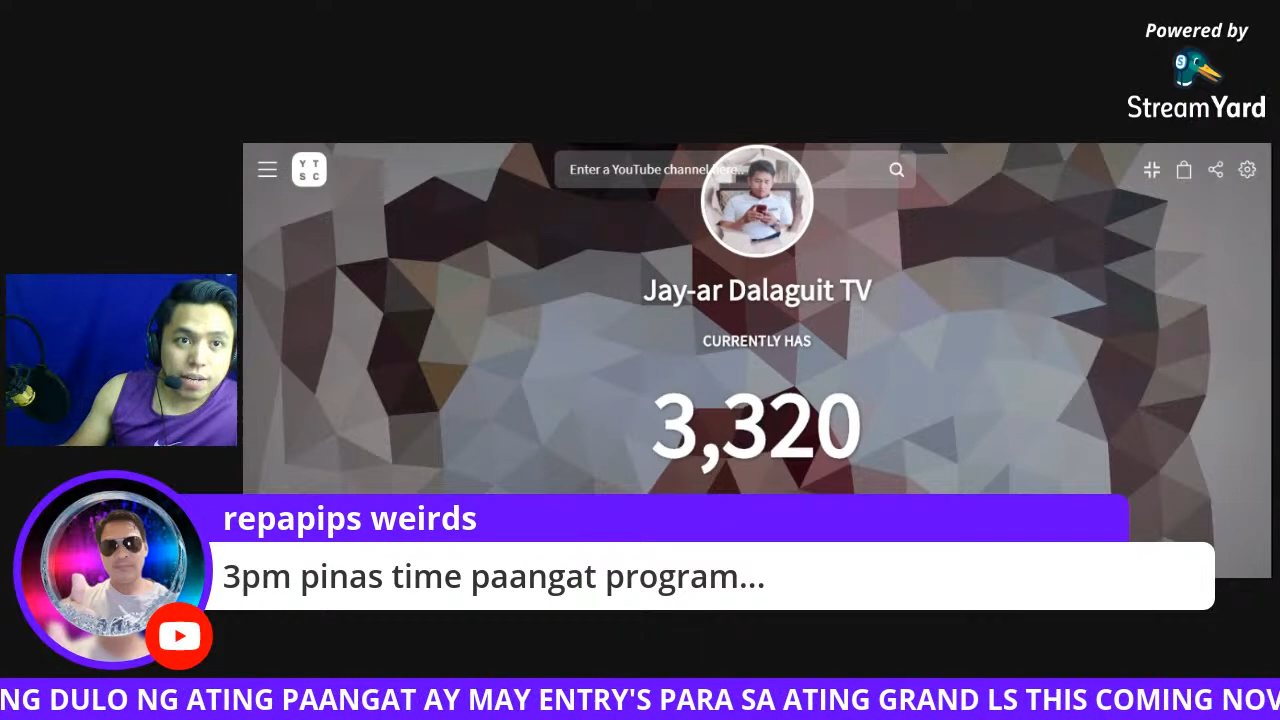 Powered by
StreamYard
Y T
S C
Enter a YouTube channel here...
Jay-ar Dalaguit TV
CURRENTLY HAS
3,320
repapips weirds
3pm pinas time paangat program...
NG DULO NG ATING PAANGAT AY MAY ENTRY'S PARA SA ATING GRAND LS THIS COMING NOV